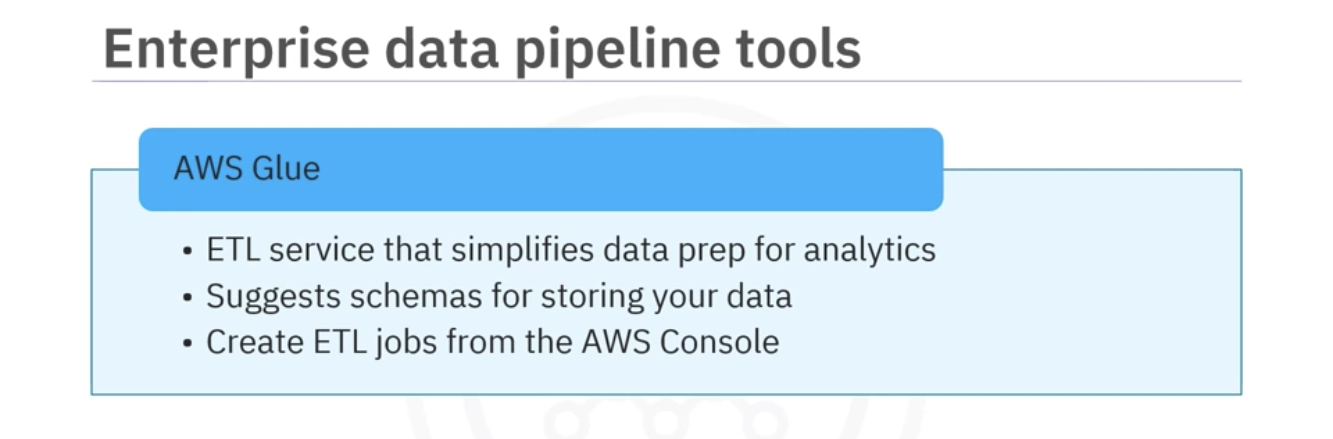 Enterprise data pipeline tools
AWS Glue
• ETL service that simplifies data prep for analytics
• Suggests schemas for storing your data
• Create ETL jobs from the AWS Console